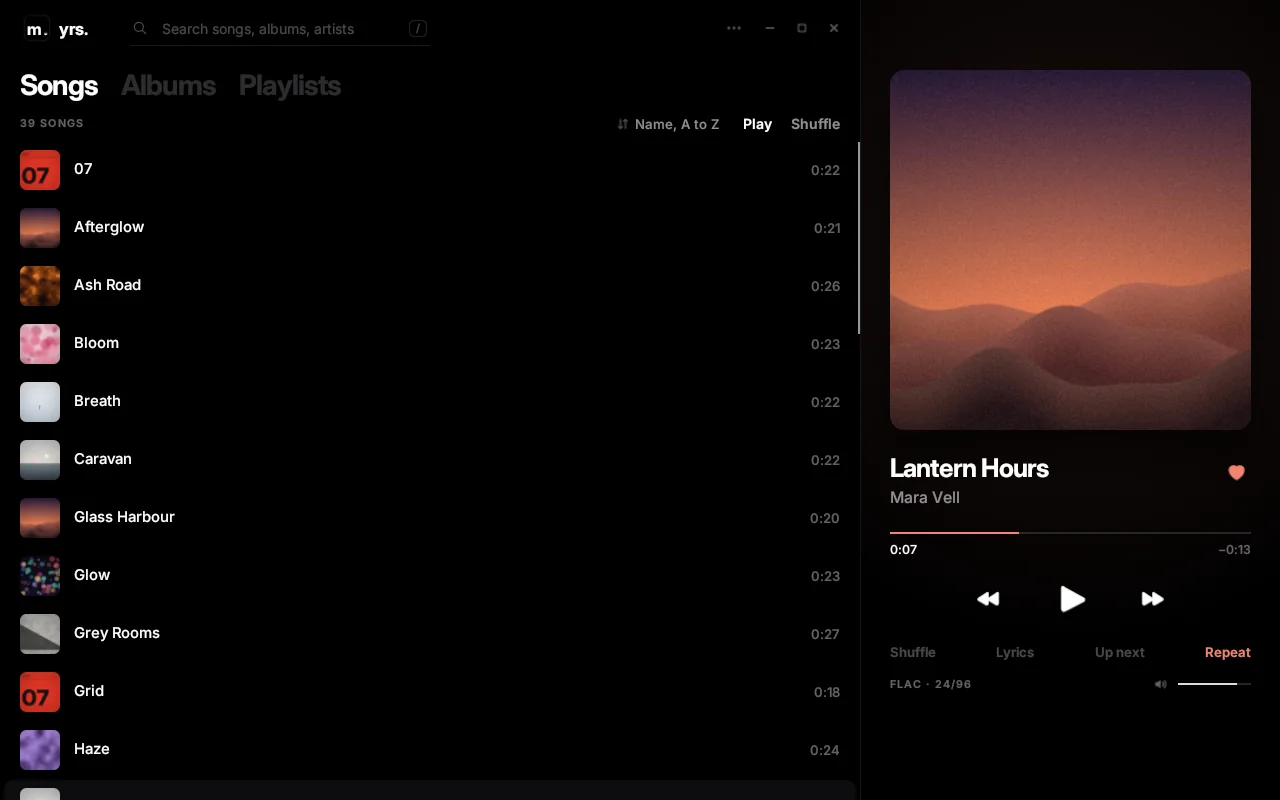 m. yrs.
Search songs, albums, artists /
Songs Albums Playlists
39 SONGS
Name, A to Z Play Shuffle
07 07 0:22
Afterglow 0:21
Ash Road 0:26
Bloom 0:23
Breath 0:22
Caravan 0:22
Glass Harbour 0:20
Glow 0:23
Grey Rooms 0:27
07 Grid 0:18
Haze 0:24
Lantern Hours
Mara Vell
0:07 −0:13
Shuffle Lyrics Up next Repeat
FLAC · 24/96